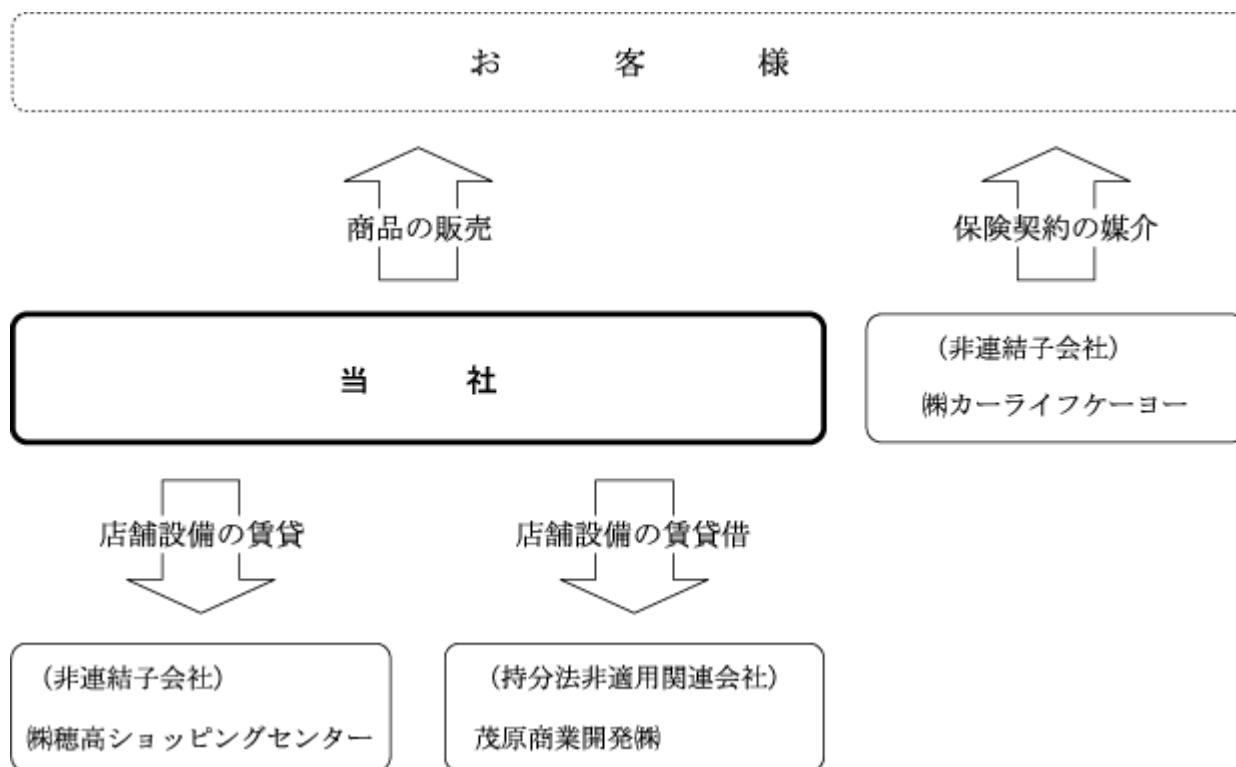 お客様
商品の販売
保険契約の媒介
当社
(非連結子会社)
㈱カーライフケーヨー
店舗設備の賃貸
店舗設備の賃貸借
(非連結子会社)
㈱穂高ショッピングセンター
(持分法非適用関連会社)
茂原商業開発㈱